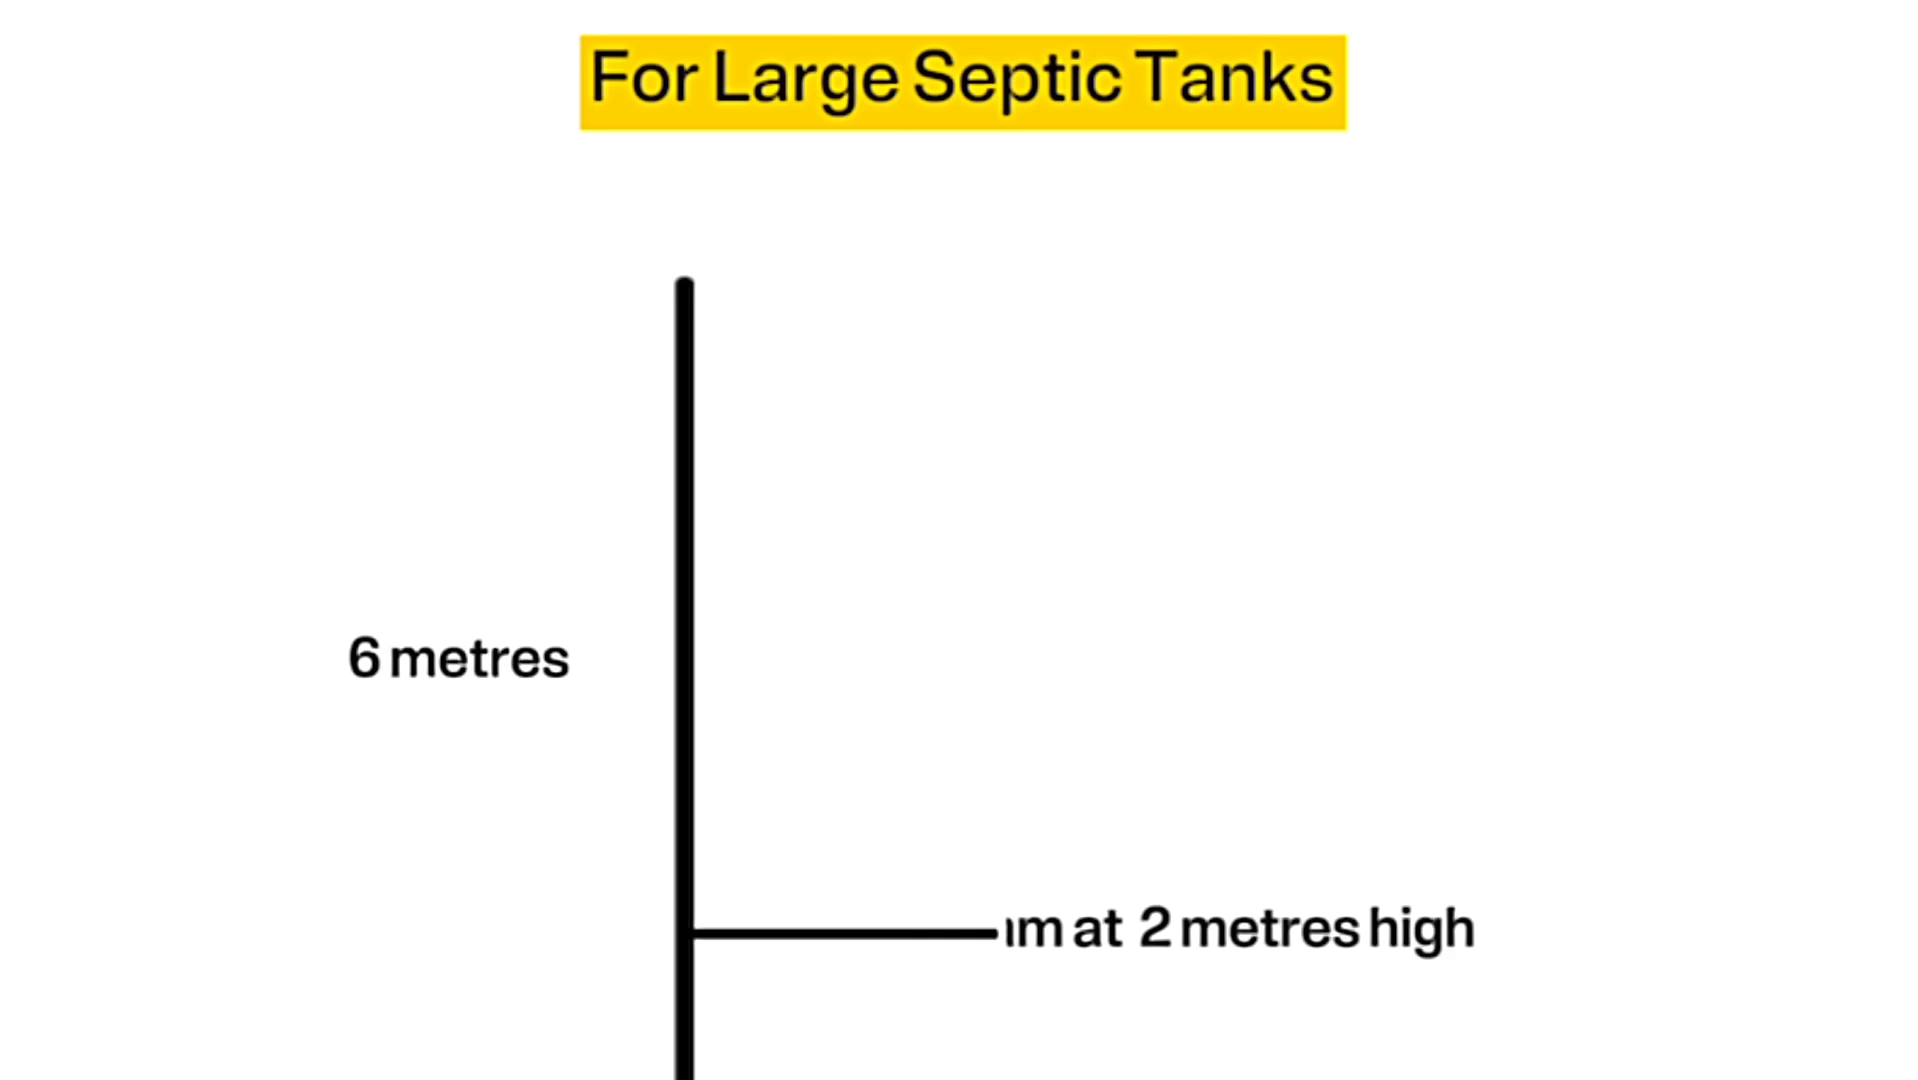 For Large Septic Tanks
6 metres
at 2 metres high